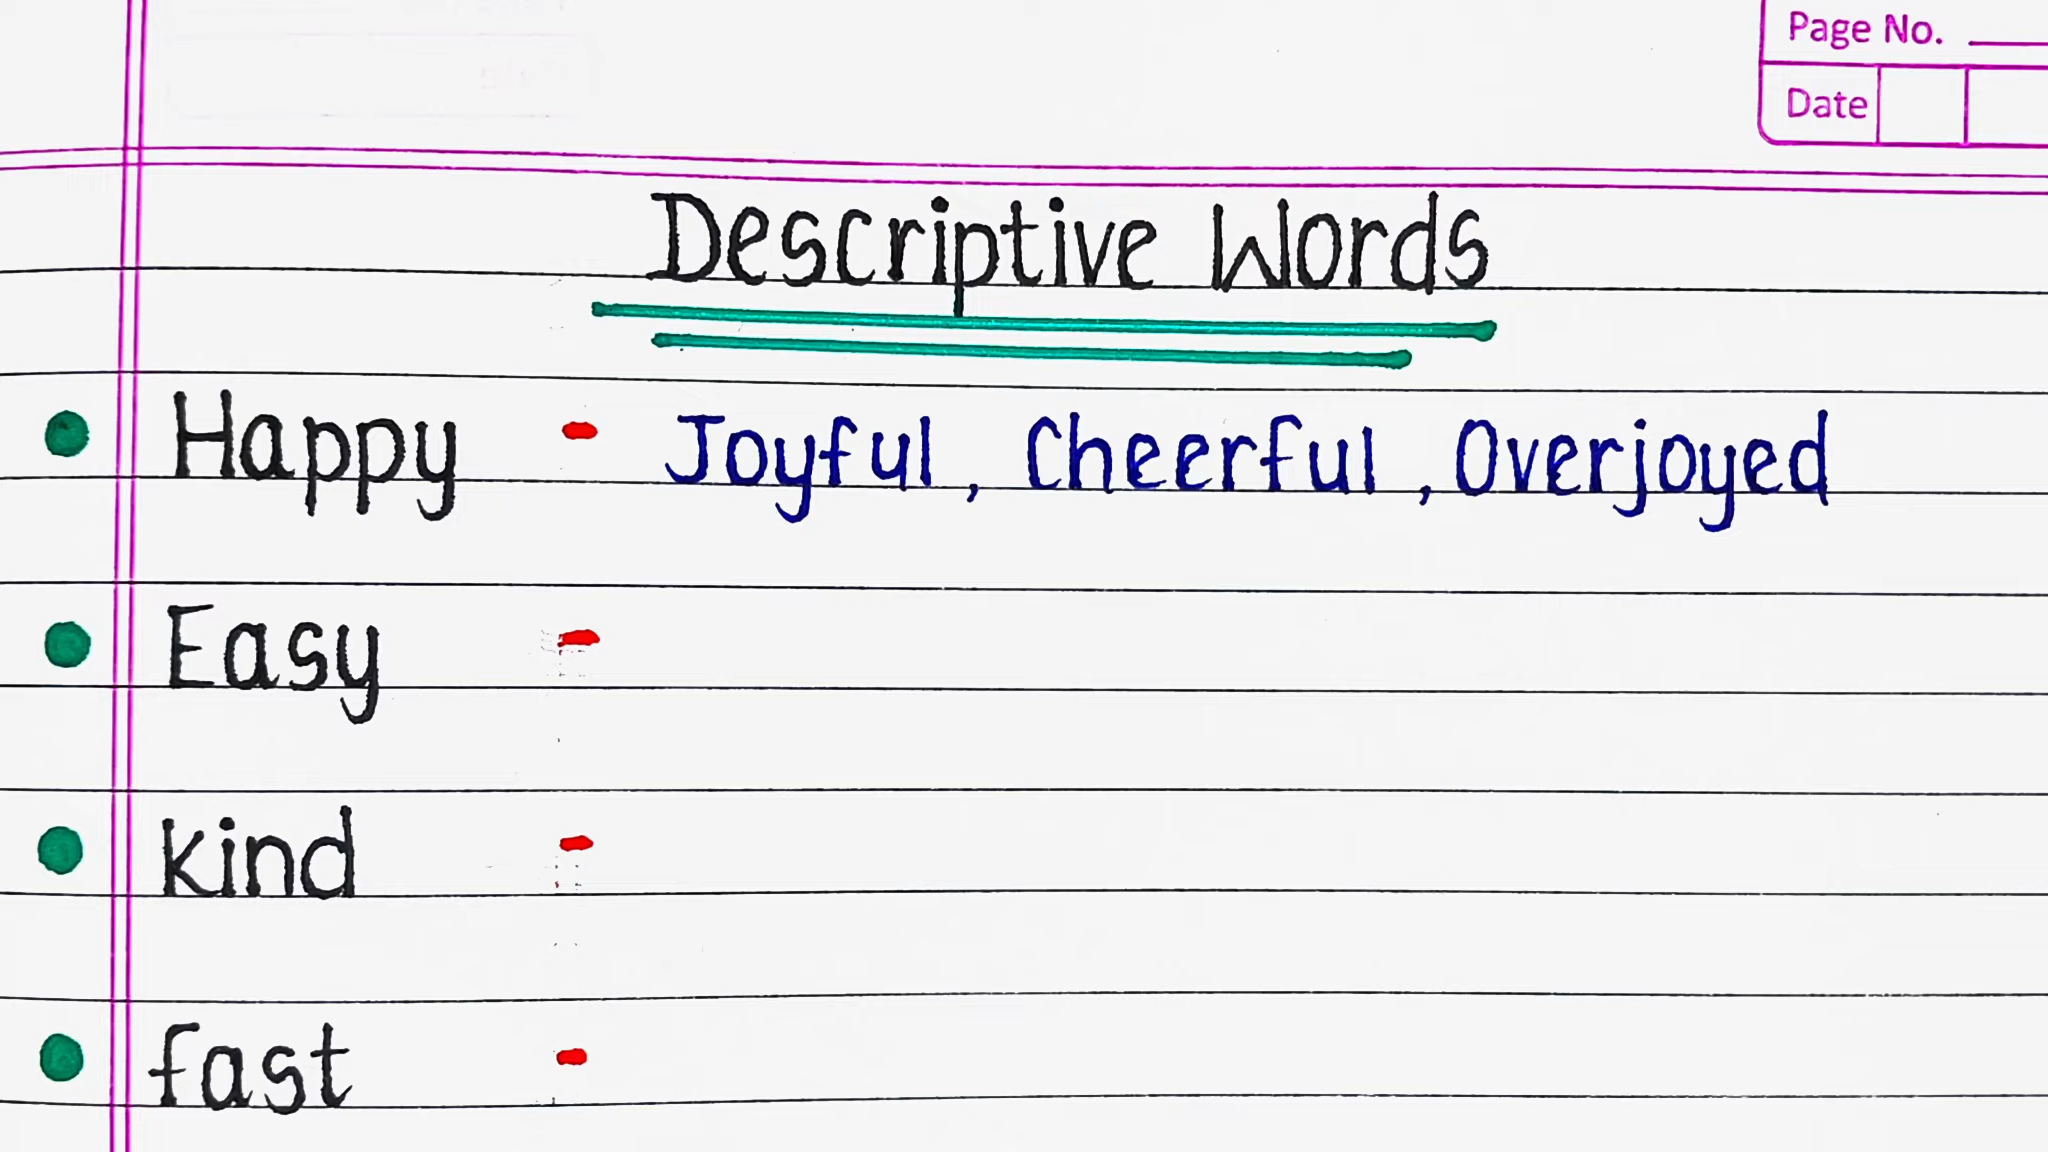 Page No.
Date
Descriptive Words
Happy - Joyful, Cheerful, Overjoyed
Easy -
kind -
fast -